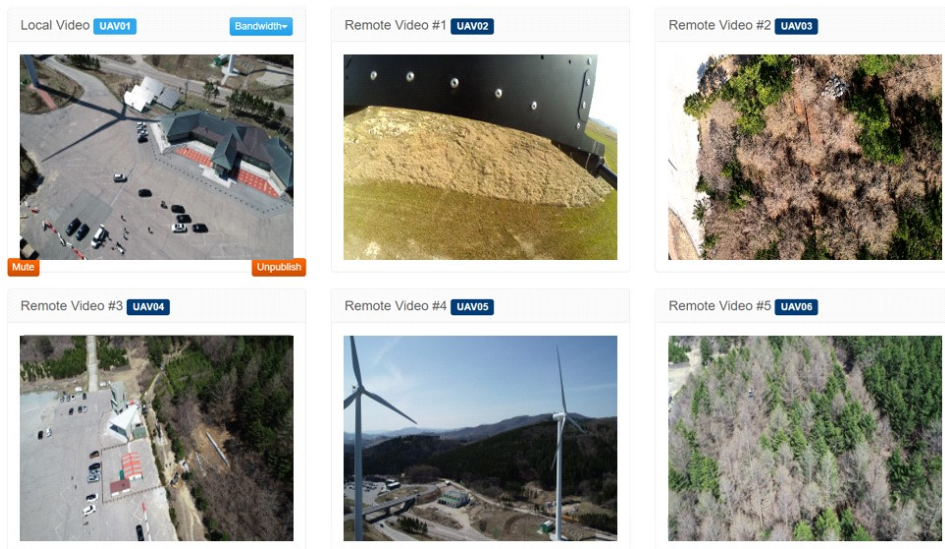 Local Video UAV01 Bandwidth
Remote Video #1 UAV02
Remote Video #2 UAV03
Mute
Unpublish
Remote Video #3 UAV04
Remote Video #4 UAV05
Remote Video #5 UAV06